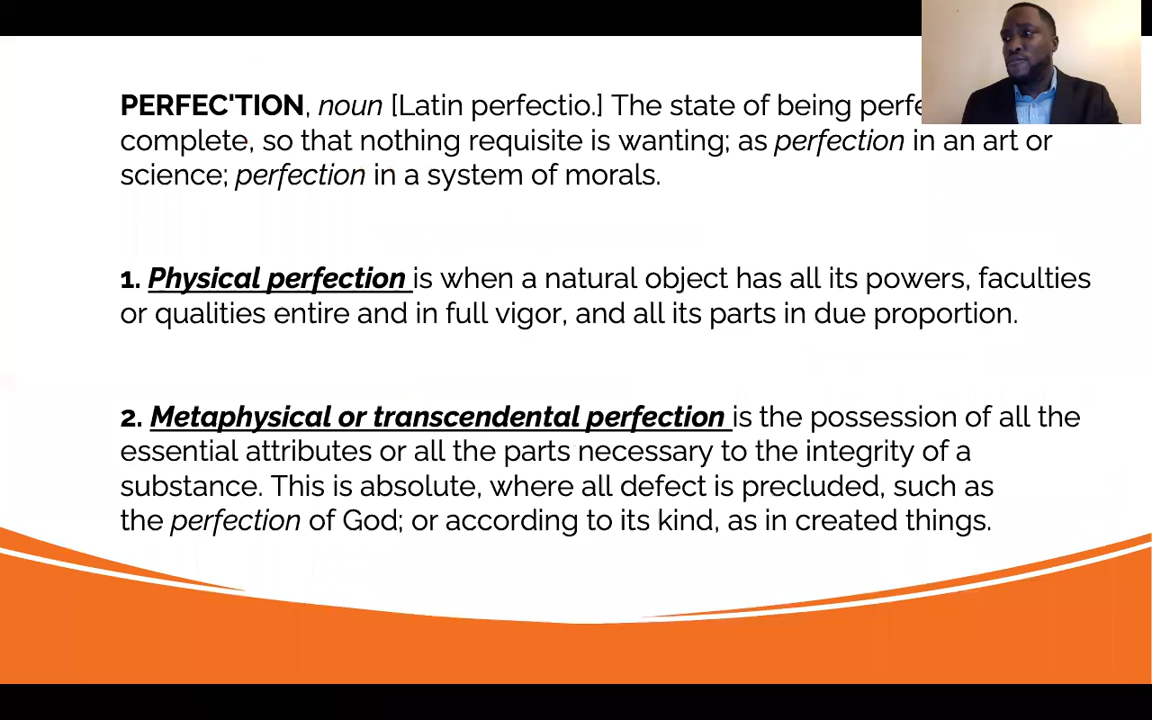 PERFEC'TION, noun [Latin perfectio.] The state of being
complete, so that nothing requisite is wanting; as perfection in an art or
science; perfection in a system of morals.
1. Physical perfection is when a natural object has all its powers, faculties
or qualities entire and in full vigor, and all its parts in due proportion.
2. Metaphysical or transcendental perfection is the possession of all the
essential attributes or all the parts necessary to the integrity of a
substance. This is absolute, where all defect is precluded, such as
the perfection of God; or according to its kind, as in created things.